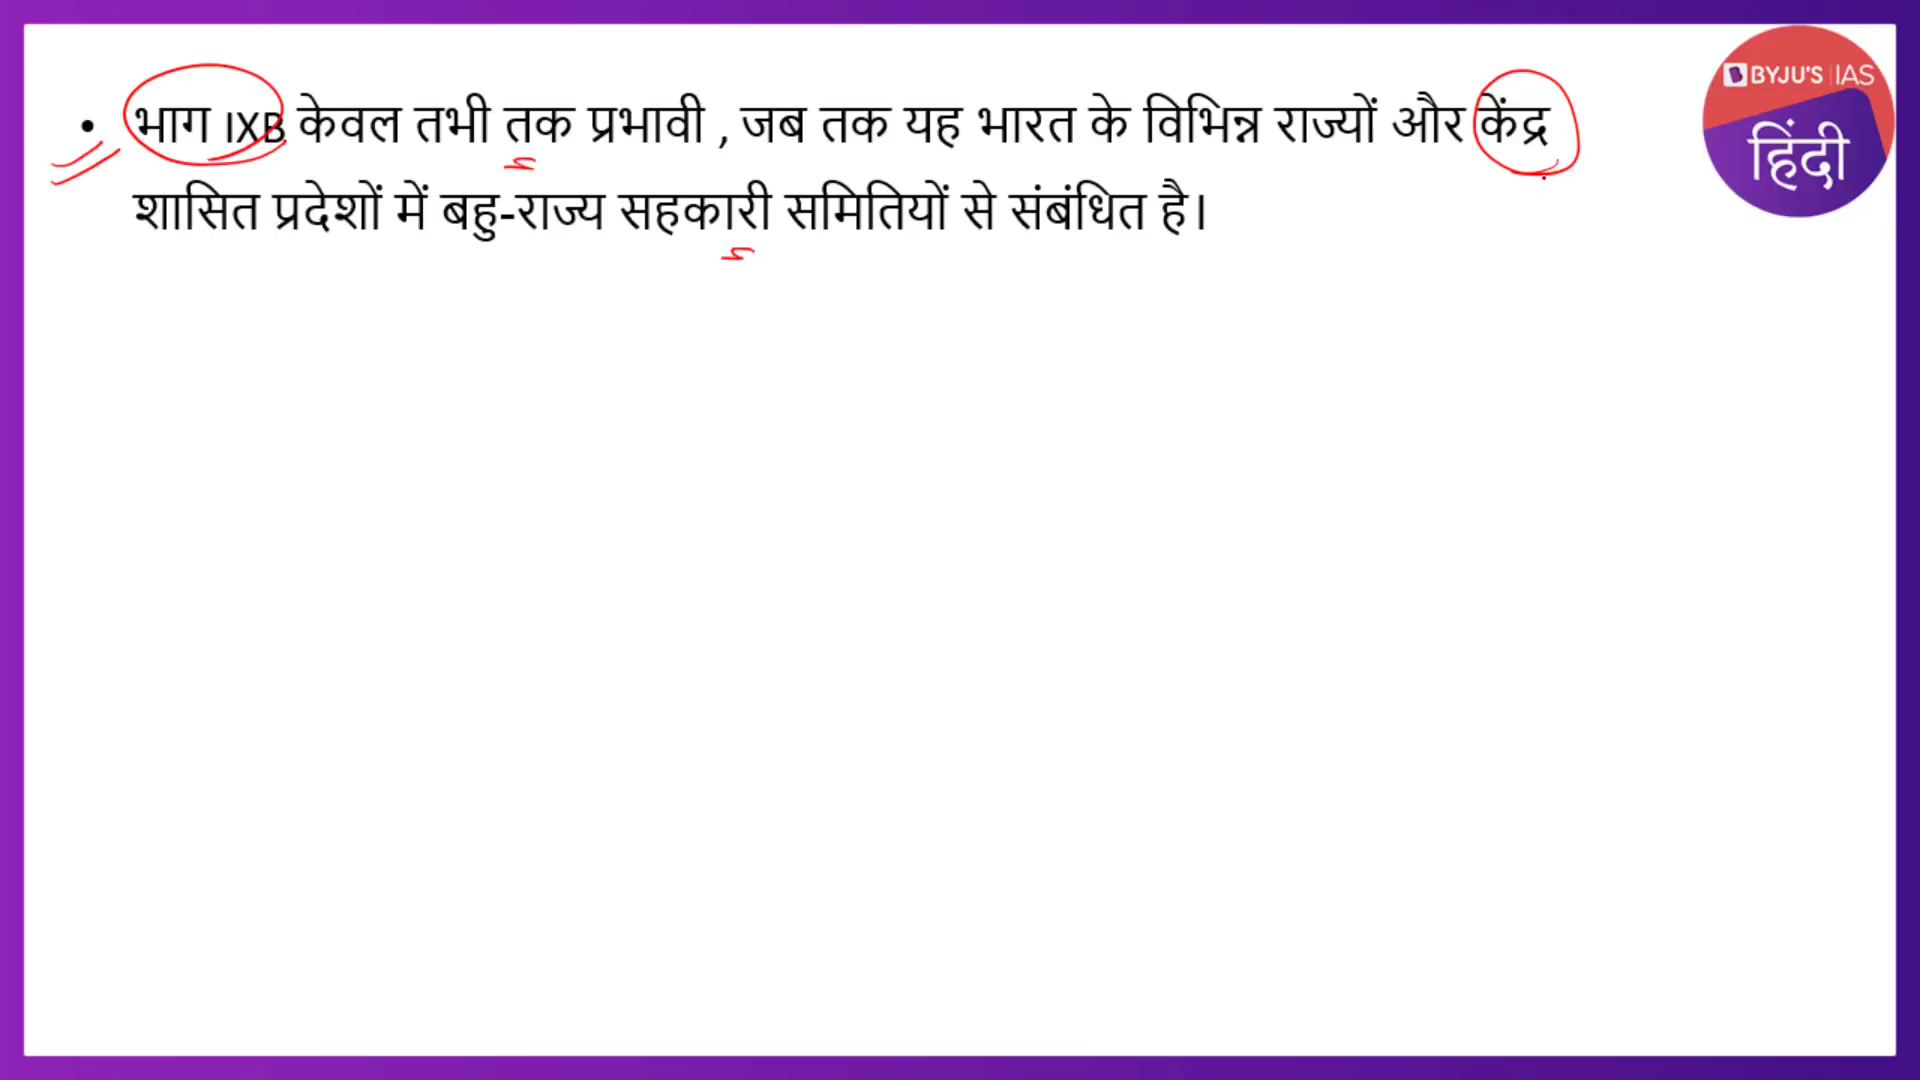 • भाग IXB केवल तभी तक प्रभावी , जब तक यह भारत के विभिन्न राज्यों और केंद्र
शासित प्रदेशों में बहु-राज्य सहकारी समितियों से संबंधित है।
BYJU'S IAS
हिंदी